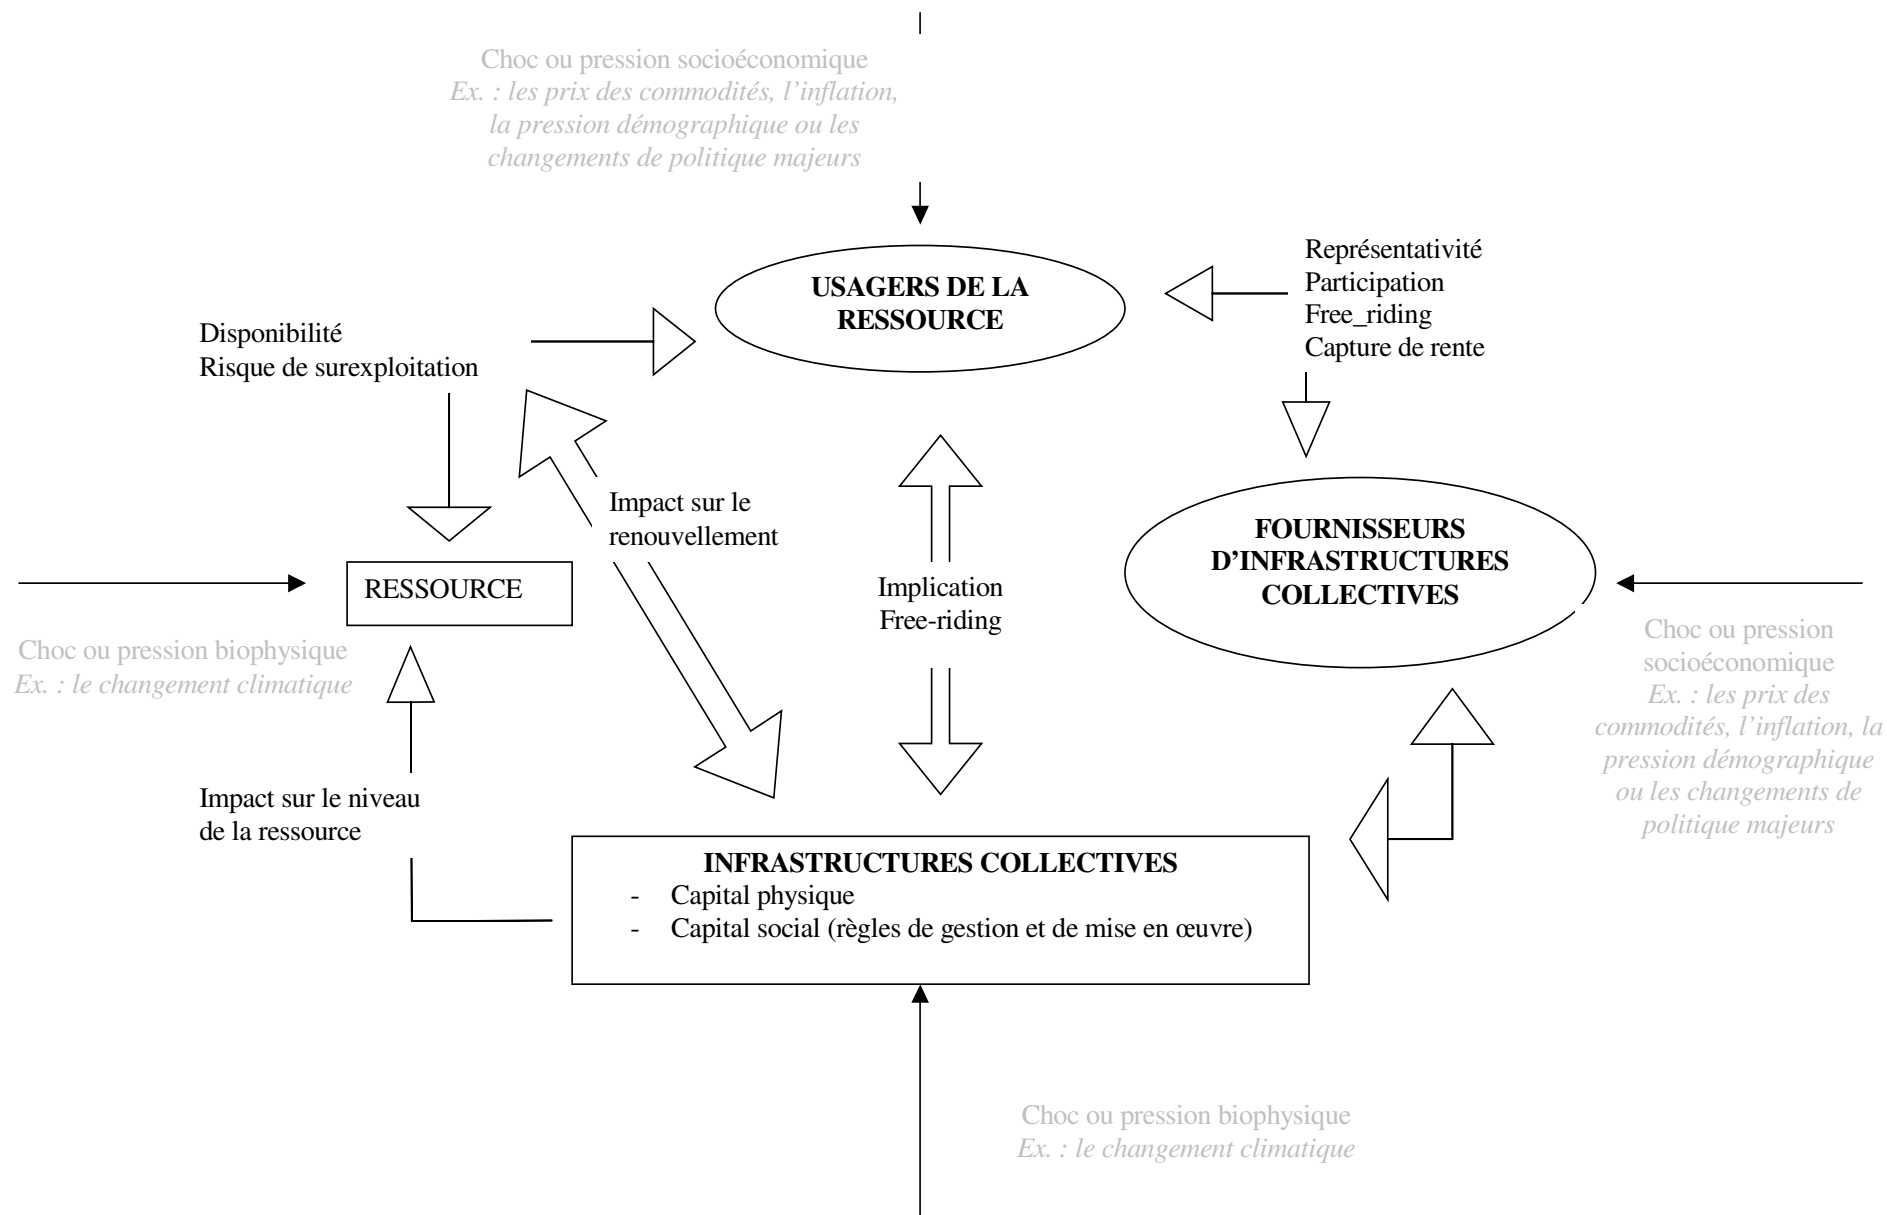 Choc ou pression socioéconomique
Ex. : les prix des commodités, l’inflation,
la pression démographique ou les
changements de politique majeurs
USAGERS DE LA
RESSOURCE
Représentativité
Participation
Free_riding
Capture de rente
Disponibilité
Risque de surexploitation
Impact sur le
renouvellement
FOURNISSEURS
D’INFRASTRUCTURES
COLLECTIVES
RESSOURCE
Implication
Free-riding
Choc ou pression biophysique
Ex. : le changement climatique
Choc ou pression
socioéconomique
Ex. : les prix des
commodités, l’inflation, la
pression démographique
ou les changements de
politique majeurs
Impact sur le niveau
de la ressource
INFRASTRUCTURES COLLECTIVES
- Capital physique
- Capital social (règles de gestion et de mise en œuvre)
Choc ou pression biophysique
Ex. : le changement climatique